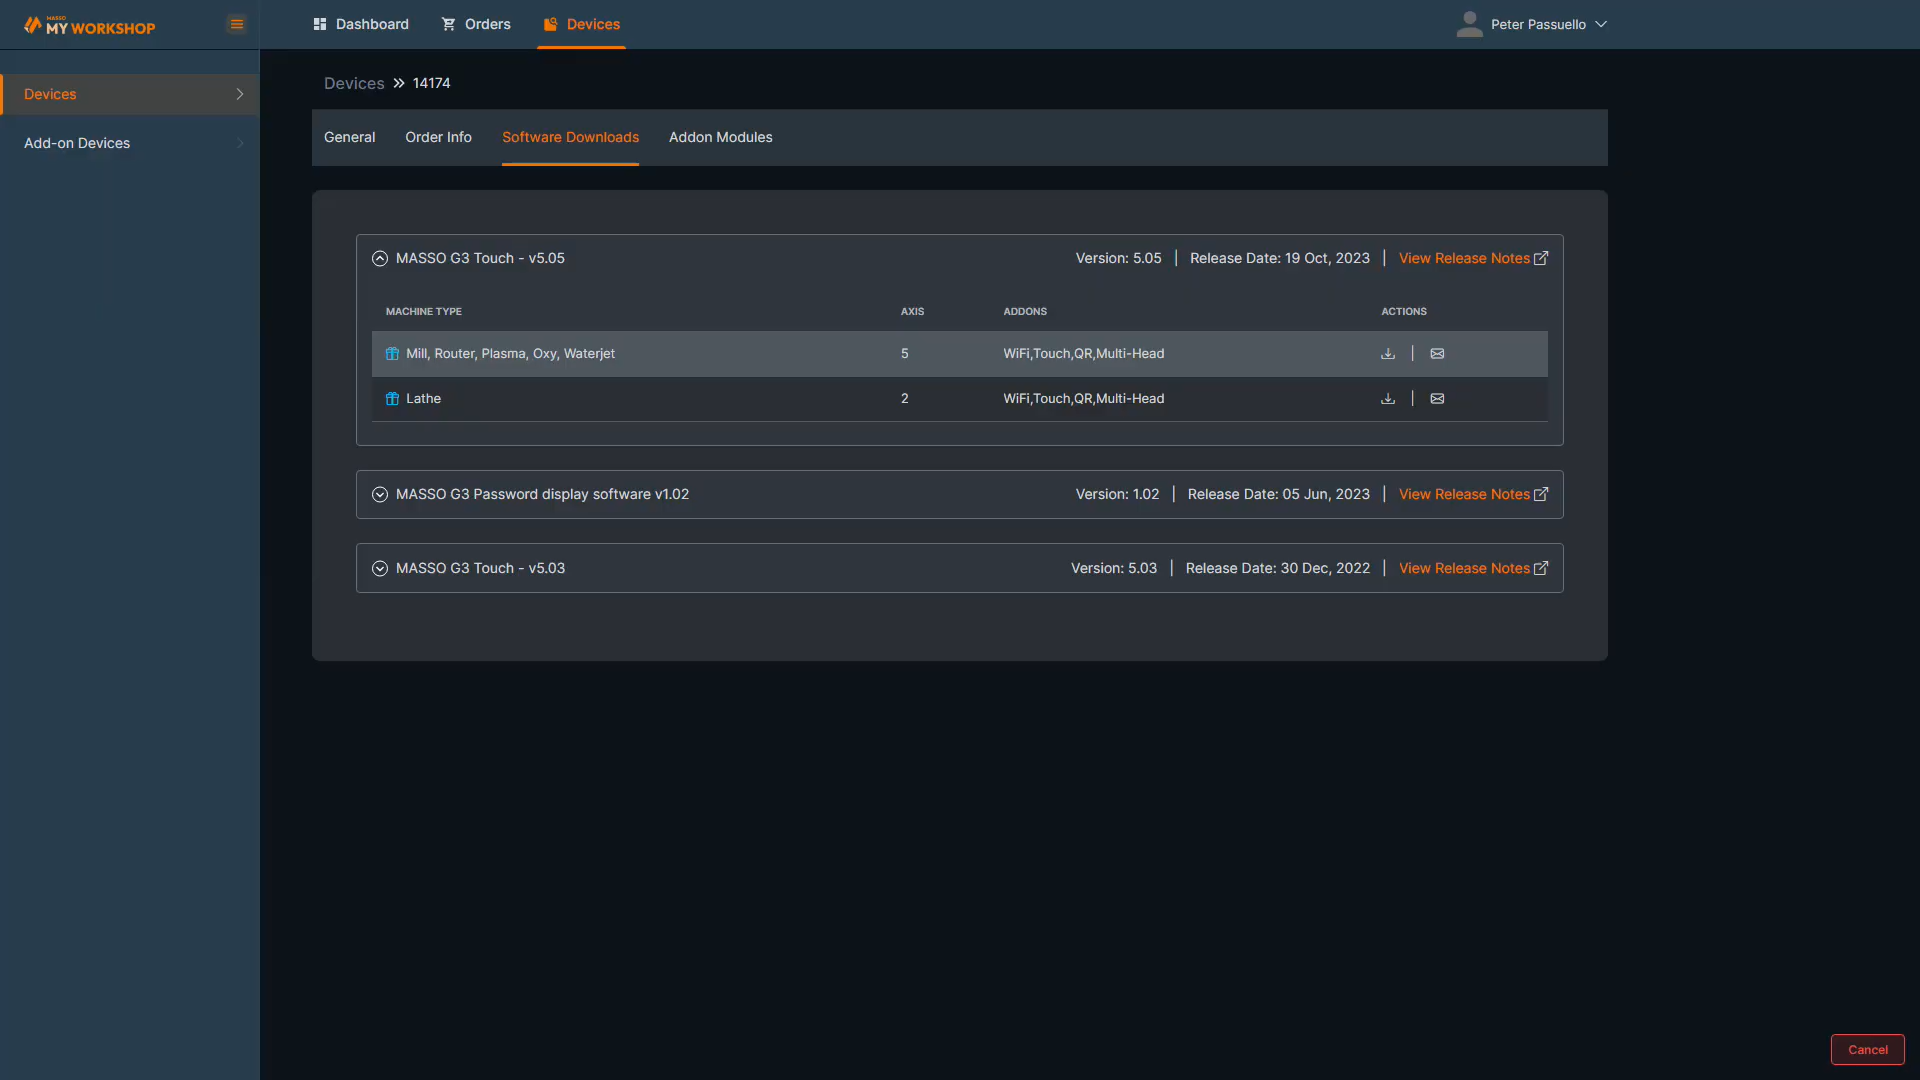 MASSO
MY WORKSHOP
Dashboard
Orders
Devices
Peter Passuello
Devices
Add-on Devices
Devices » 14174
General
Order Info
Software Downloads
Addon Modules
MASSO G3 Touch - v5.05
Version: 5.05 | Release Date: 19 Oct, 2023 | View Release Notes
MACHINE TYPE
AXIS
ADDONS
ACTIONS
Mill, Router, Plasma, Oxy, Waterjet
5
WiFi,Touch,QR,Multi-Head
Lathe
2
WiFi,Touch,QR,Multi-Head
MASSO G3 Password display software v1.02
Version: 1.02 | Release Date: 05 Jun, 2023 | View Release Notes
MASSO G3 Touch - v5.03
Version: 5.03 | Release Date: 30 Dec, 2022 | View Release Notes
Cancel